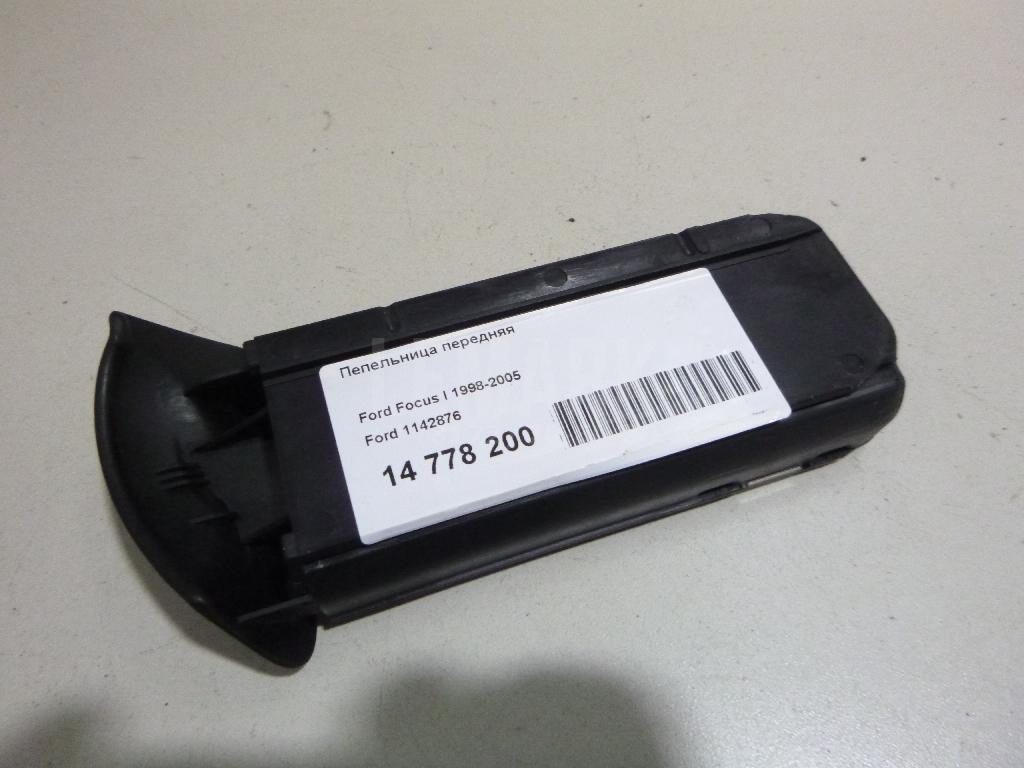 Пепельница передняя
Ford Focus I 1998-2005
Ford 1142876
14 778 200